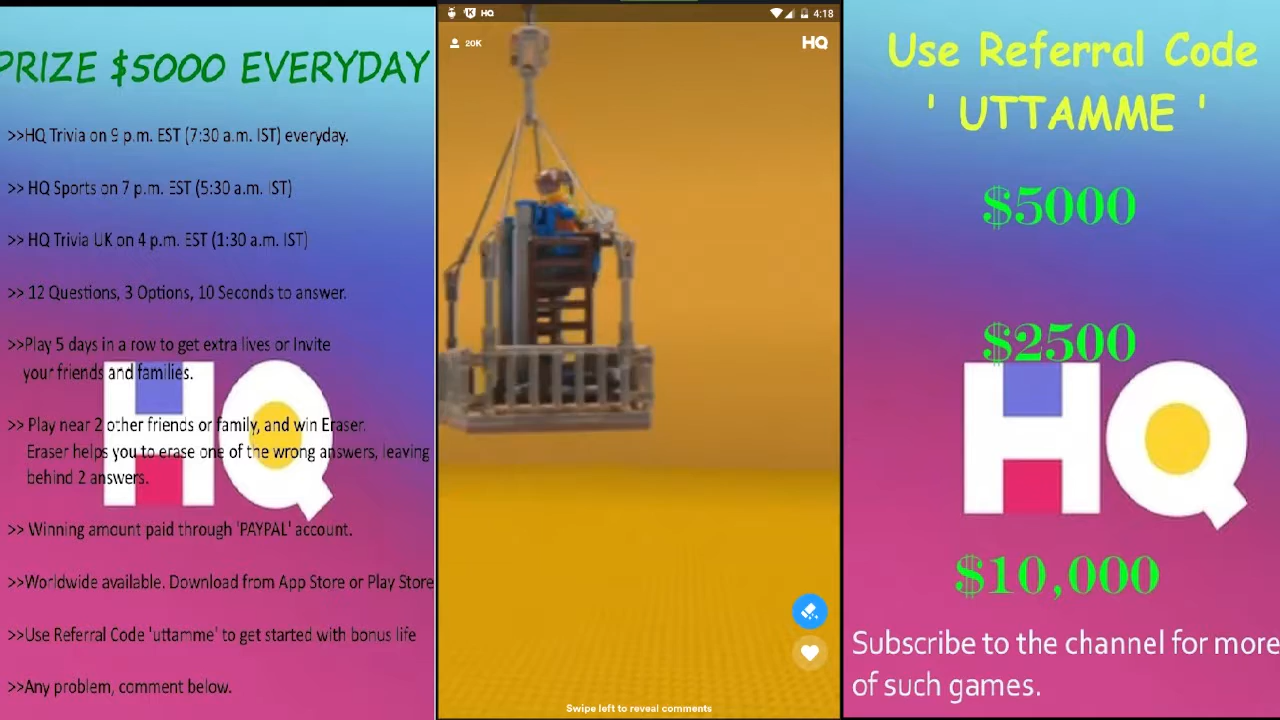 PRIZE $5000 EVERYDAY
>>HQ Trivia on 9 p.m. EST (7:30 a.m. IST) everyday.
>> HQ Sports on 7 p.m. EST (5:30 a.m. IST)
>> HQ Trivia UK on 4 p.m. EST (1:30 a.m. IST)
>> 12 Questions, 3 Options, 10 Seconds to answer.
>>Play 5 days in a row to get extra lives or Invite
your friends and families.
>> Play near 2 other friends or family, and win Eraser.
Eraser helps you to erase one of the wrong answers, leaving
behind 2 answers.
>> Winning amount paid through 'PAYPAL' account.
>>Worldwide available. Download from App Store or Play Store
>>Use Referral Code 'uttamme' to get started with bonus life
>>Any problem, comment below.
HQ
K HQ 4:18
20K HQ
Swipe left to reveal comments
Use Referral Code
' UTTAMME '
$5000
$2500
HQ
$10,000
Subscribe to the channel for more
of such games.